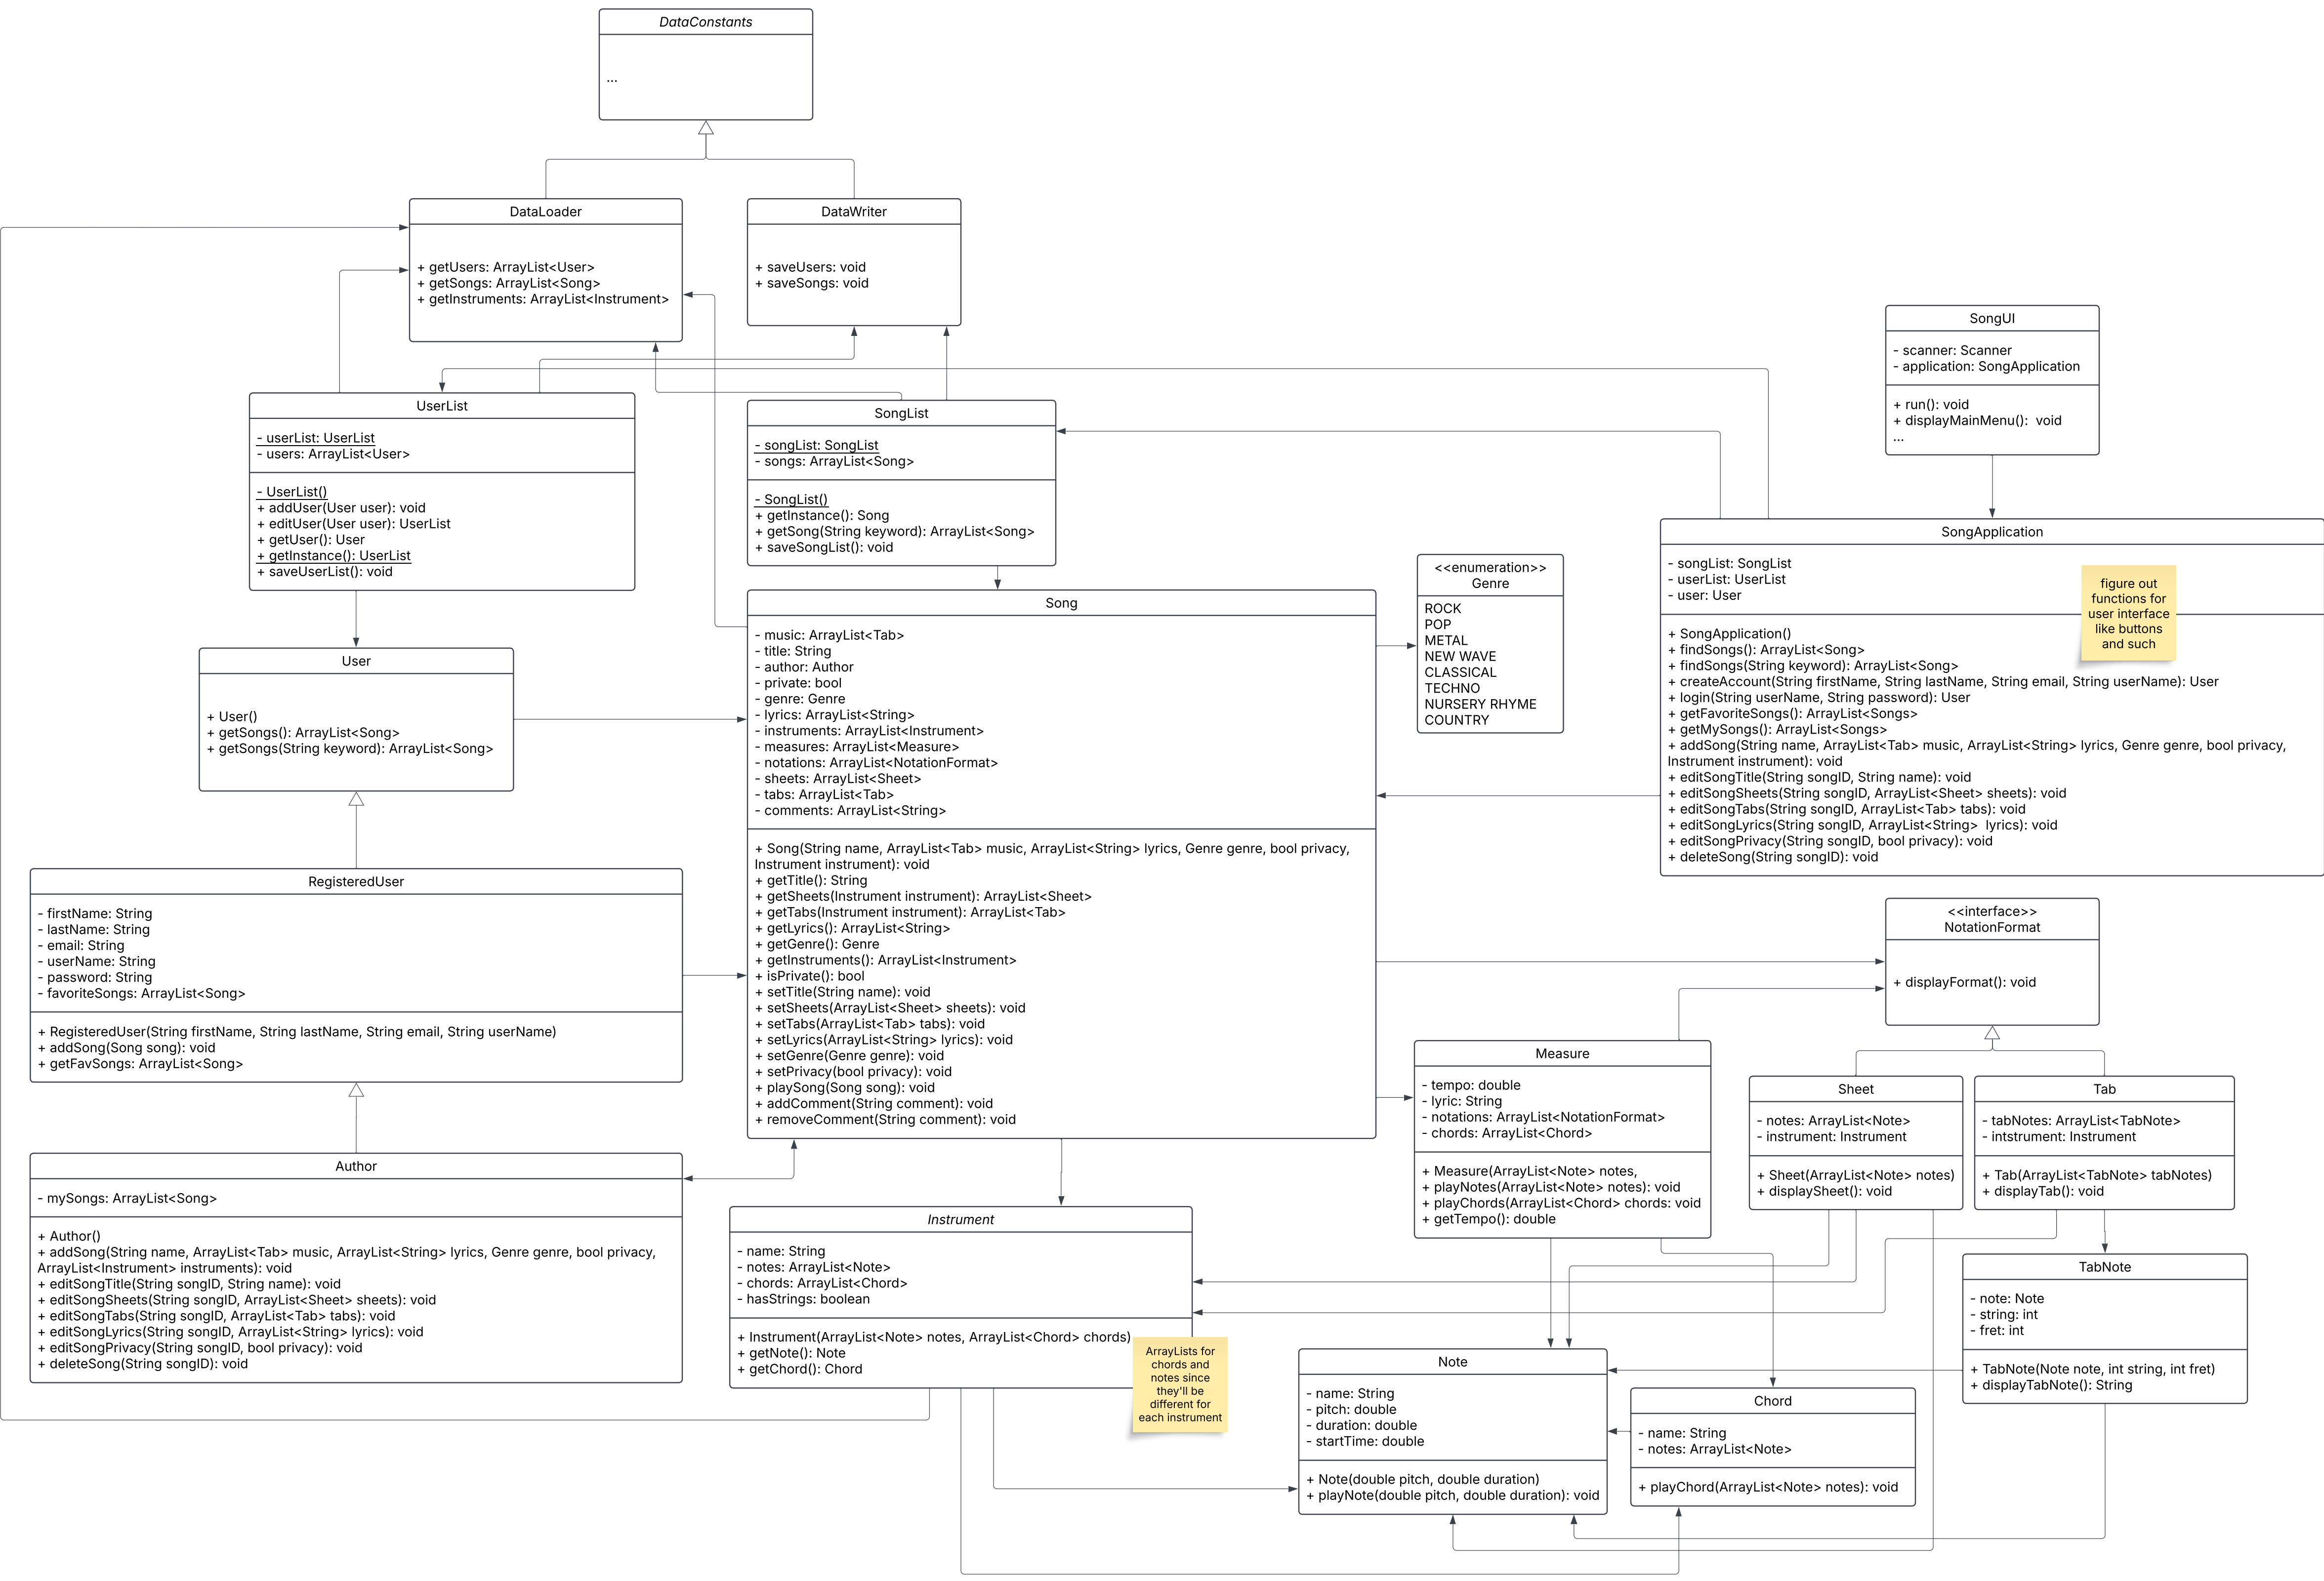 DataConstants
...
DataLoader
+ getUsers: ArrayList<User>
+ getSongs: ArrayList<Song>
+ getInstruments: ArrayList<Instrument>
DataWriter
+ saveUsers: void
+ saveSongs: void
SongUI
- scanner: Scanner
- application: SongApplication
+ run(): void
+ displayMainMenu():  void
...
UserList
- userList: UserList
- users: ArrayList<User>
- UserList()
+ addUser(User user): void
+ editUser(User user): UserList
+ getUser(): User
+ getInstance(): UserList
+ saveUserList(): void
SongList
- songList: SongList
- songs: ArrayList<Song>
- SongList()
+ getInstance(): Song
+ getSong(String keyword): ArrayList<Song>
+ saveSongList(): void
<<enumeration>>
Genre
ROCK
POP
METAL
NEW WAVE
CLASSICAL
TECHNO
NURSERY RHYME
COUNTRY
SongApplication
- songList: SongList
- userList: UserList
- user: User
figure out
functions for
user interface
like buttons
and such
+ SongApplication()
+ findSongs(): ArrayList<Song>
+ findSongs(String keyword): ArrayList<Song>
+ createAccount(String firstName, String lastName, String email, String userName): User
+ login(String userName, String password): User
+ getFavoriteSongs(): ArrayList<Songs>
+ getMySongs(): ArrayList<Songs>
+ addSong(String name, ArrayList<Tab> music, ArrayList<String> lyrics, Genre genre, bool privacy,
Instrument instrument): void
+ editSongTitle(String songID, String name): void
+ editSongSheets(String songID, ArrayList<Sheet> sheets): void
+ editSongTabs(String songID, ArrayList<Tab> tabs): void
+ editSongLyrics(String songID, ArrayList<String>  lyrics): void
+ editSongPrivacy(String songID, bool privacy): void
+ deleteSong(String songID): void
User
+ User()
+ getSongs(): ArrayList<Song>
+ getSongs(String keyword): ArrayList<Song>
Song
- music: ArrayList<Tab>
- title: String
- author: Author
- private: bool
- genre: Genre
- lyrics: ArrayList<String>
- instruments: ArrayList<Instrument>
- measures: ArrayList<Measure>
- notations: ArrayList<NotationFormat>
- sheets: ArrayList<Sheet>
- tabs: ArrayList<Tab>
- comments: ArrayList<String>
+ Song(String name, ArrayList<Tab> music, ArrayList<String> lyrics, Genre genre, bool privacy,
Instrument instrument): void
+ getTitle(): String
+ getSheets(Instrument instrument): ArrayList<Sheet>
+ getTabs(Instrument instrument): ArrayList<Tab>
+ getLyrics(): ArrayList<String>
+ getGenre(): Genre
+ getInstruments(): ArrayList<Instrument>
+ isPrivate(): bool
+ setTitle(String name): void
+ setSheets(ArrayList<Sheet> sheets): void
+ setTabs(ArrayList<Tab> tabs): void
+ setLyrics(ArrayList<String> lyrics): void
+ setGenre(Genre genre): void
+ setPrivacy(bool privacy): void
+ playSong(Song song): void
+ addComment(String comment): void
+ removeComment(String comment): void
RegisteredUser
- firstName: String
- lastName: String
- email: String
- userName: String
- password: String
- favoriteSongs: ArrayList<Song>
+ RegisteredUser(String firstName, String lastName, String email, String userName)
+ addSong(Song song): void
+ getFavSongs: ArrayList<Song>
<<interface>>
NotationFormat
+ displayFormat(): void
Measure
- tempo: double
- lyric: String
- notations: ArrayList<NotationFormat>
- chords: ArrayList<Chord>
+ Measure(ArrayList<Note> notes,
+ playNotes(ArrayList<Note> notes): void
+ playChords(ArrayList<Chord> chords: void
+ getTempo(): double
Sheet
- notes: ArrayList<Note>
- instrument: Instrument
+ Sheet(ArrayList<Note> notes)
+ displaySheet(): void
Tab
- tabNotes: ArrayList<TabNote>
- intstrument: Instrument
+ Tab(ArrayList<TabNote> tabNotes)
+ displayTab(): void
Author
- mySongs: ArrayList<Song>
+ Author()
+ addSong(String name, ArrayList<Tab> music, ArrayList<String> lyrics, Genre genre, bool privacy,
ArrayList<Instrument> instruments): void
+ editSongTitle(String songID, String name): void
+ editSongSheets(String songID, ArrayList<Sheet> sheets): void
+ editSongTabs(String songID, ArrayList<Tab> tabs): void
+ editSongLyrics(String songID, ArrayList<String> lyrics): void
+ editSongPrivacy(String songID, bool privacy): void
+ deleteSong(String songID): void
Instrument
- name: String
- notes: ArrayList<Note>
- chords: ArrayList<Chord>
- hasStrings: boolean
+ Instrument(ArrayList<Note> notes, ArrayList<Chord> chords)
+ getNote(): Note
+ getChord(): Chord
ArrayLists for
chords and
notes since
they'll be
different for
each instrument
TabNote
- note: Note
- string: int
- fret: int
+ TabNote(Note note, int string, int fret)
+ displayTabNote(): String
Note
- name: String
- pitch: double
- duration: double
- startTime: double
+ Note(double pitch, double duration)
+ playNote(double pitch, double duration): void
Chord
- name: String
- notes: ArrayList<Note>
+ playChord(ArrayList<Note> notes): void